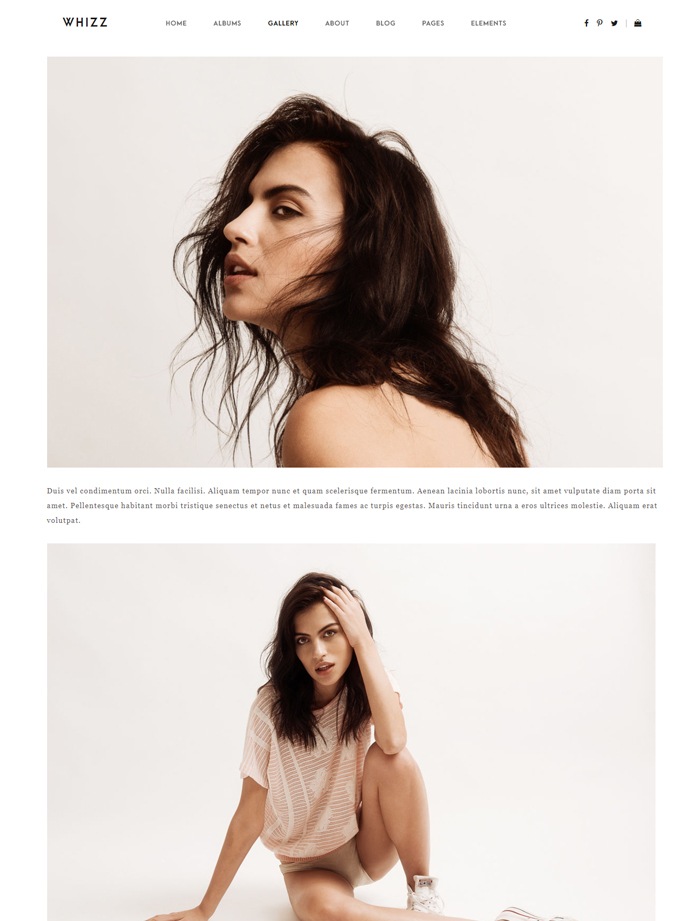 WHIZZ
HOME ALBUMS GALLERY ABOUT BLOG PAGES ELEMENTS
Duis vel condimentum orci. Nulla facilisi. Aliquam tempor nunc et quam scelerisque fermentum. Aenean lacinia lobortis nunc, sit amet vulputate diam porta sit
amet. Pellentesque habitant morbi tristique senectus et netus et malesuada fames ac turpis egestas. Mauris tincidunt urna a eros ultrices molestie. Aliquam erat
volutpat.